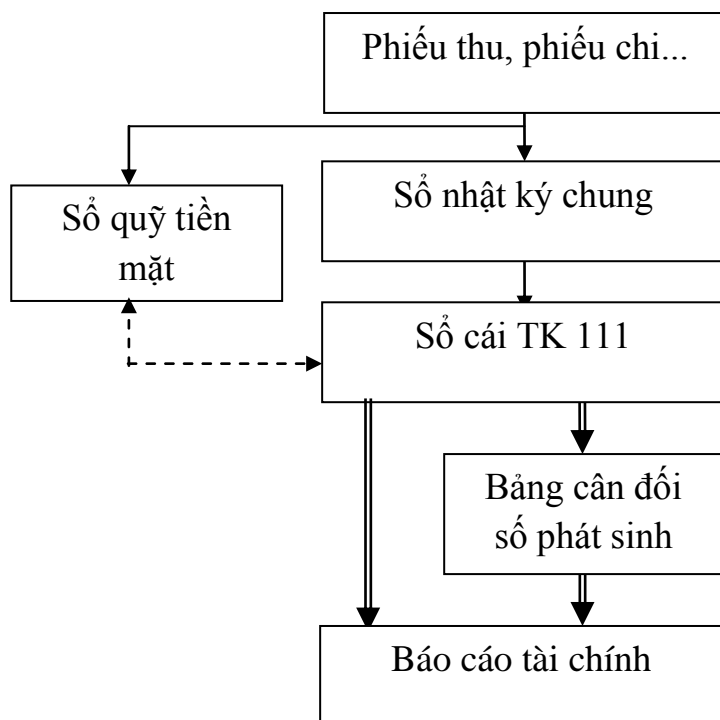 Phiếu thu, phiếu chi...
Sổ nhật ký chung
Sổ quỹ tiền
mặt
Sổ cái TK 111
Bảng cân đối
số phát sinh
Báo cáo tài chính